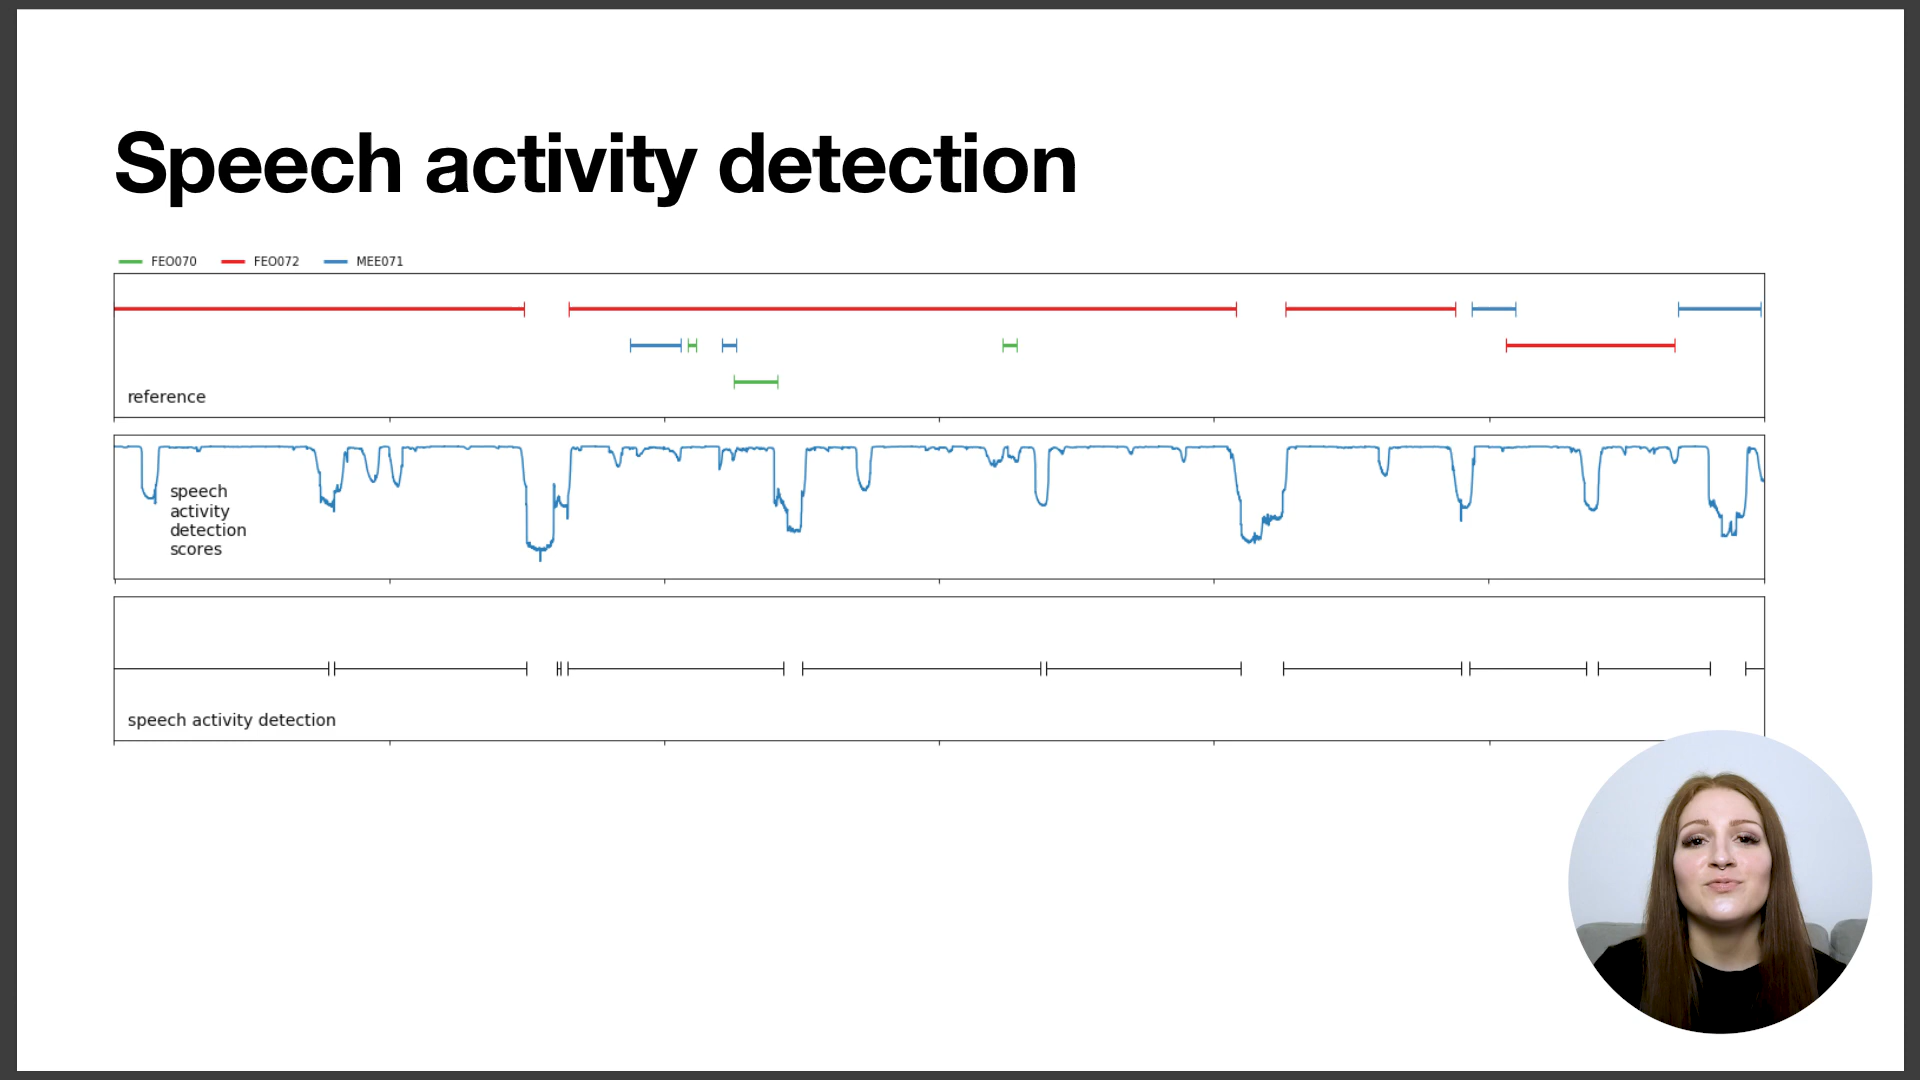 Speech activity detection
FEO070 FEO072 MEE071
reference
speech
activity
detection
scores
speech activity detection